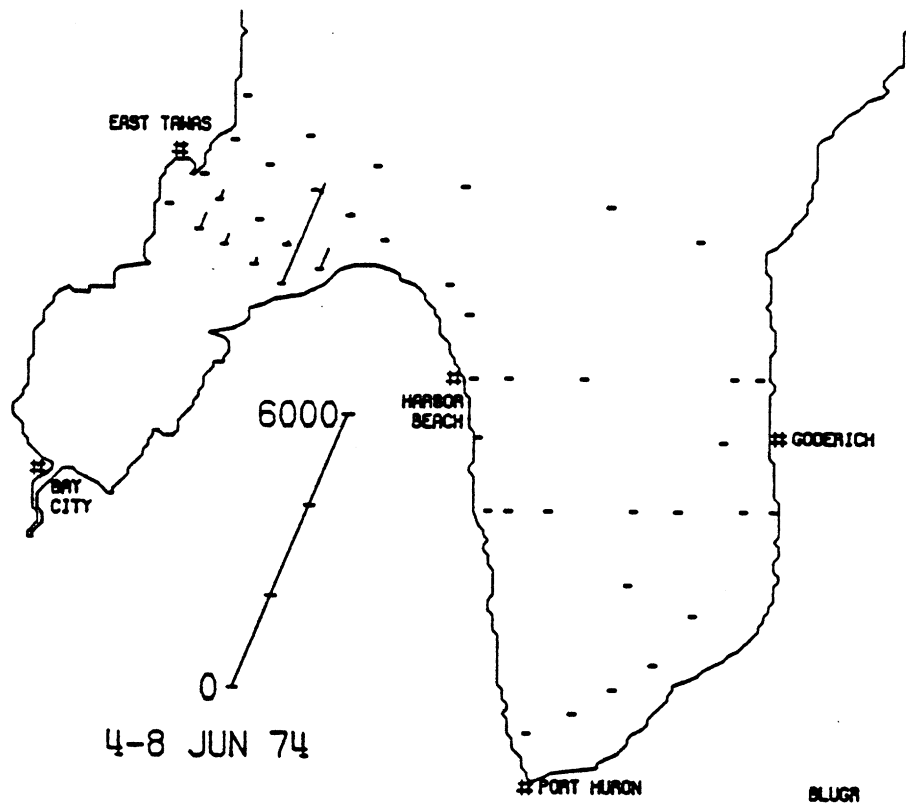 EAST TAWAS
6000
HARBOR
BEACH
GODERICH
BAY
CITY
0
4-8 JUN 74
PORT HURON
BLUGR